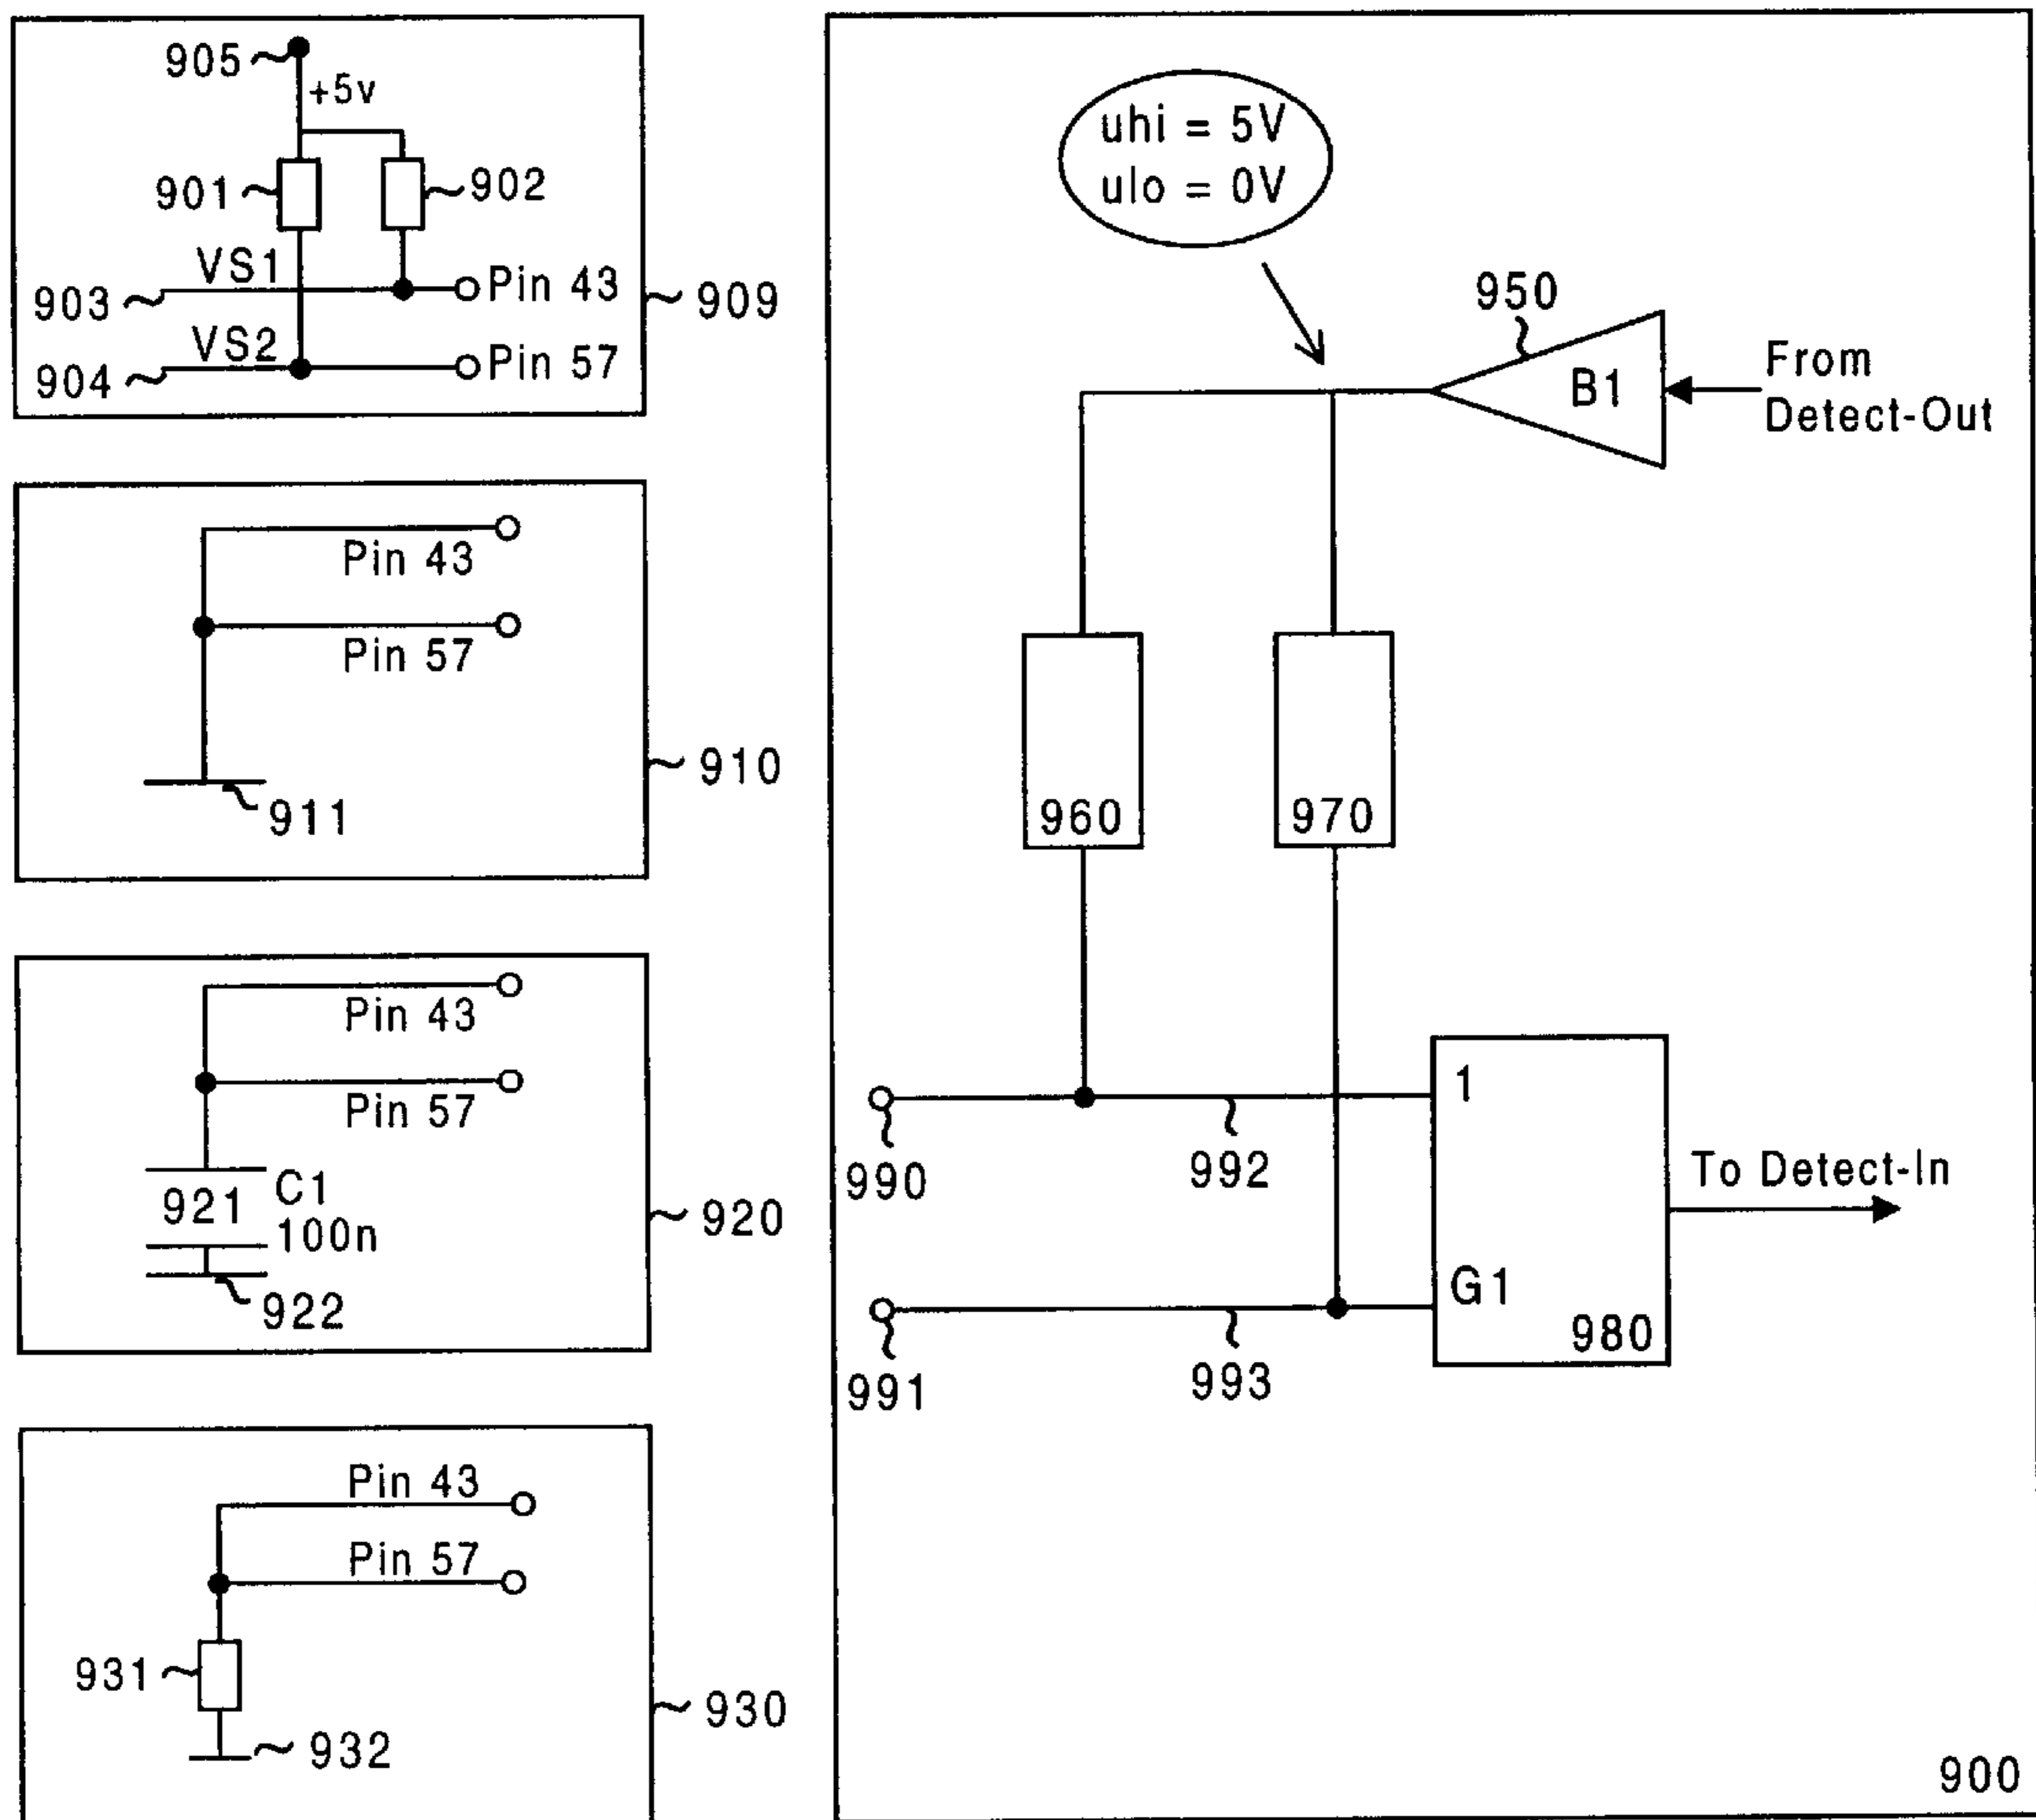 905
+5v
901
902
VS1
903
Pin 43
909
VS2
904
Pin 57
Pin 43
Pin 57
910
911
Pin 43
Pin 57
921
C1
100n
920
922
Pin 43
Pin 57
931
930
932
uhi = 5V
ulo = 0V
950
B1
From
Detect-Out
960
970
1
990
992
To Detect-In
G1
980
991
993
900